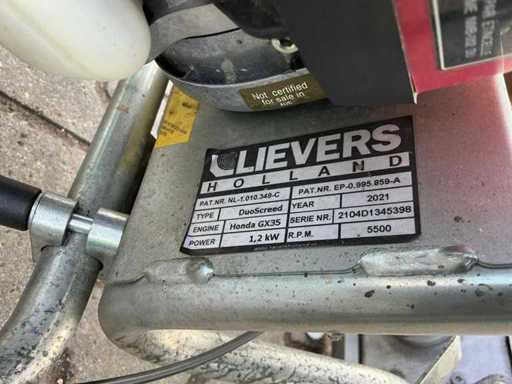 Not certified
for sale in
LIEVERS
HOLLAND
PAT.NR. NL-1.010.349-C PAT.NR. EP-0.995.859-A
TYPE DuoScreed YEAR 2021
ENGINE Honda GX35 SERIE NR. 2104D1345398
POWER 1,2 kW R.P.M. 5500